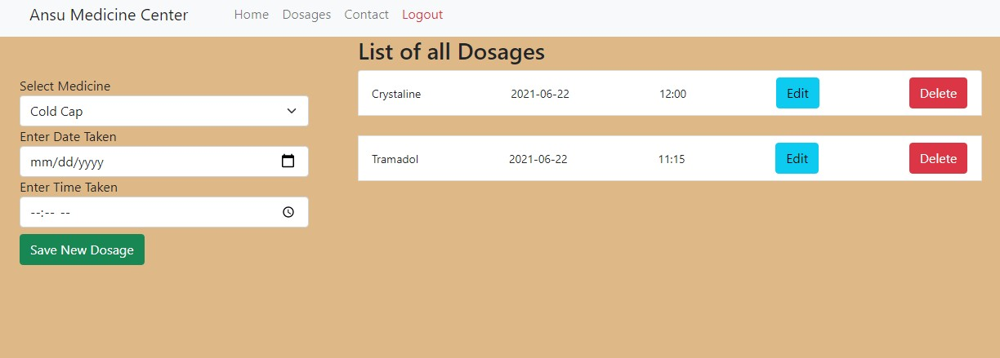 Ansu Medicine Center Home Dosages Contact Logout
List of all Dosages
Select Medicine
Cold Cap
Enter Date Taken
mm/dd/yyyy
Enter Time Taken
--:-- --
Save New Dosage
Crystaline 2021-06-22 12:00 Edit Delete
Tramadol 2021-06-22 11:15 Edit Delete